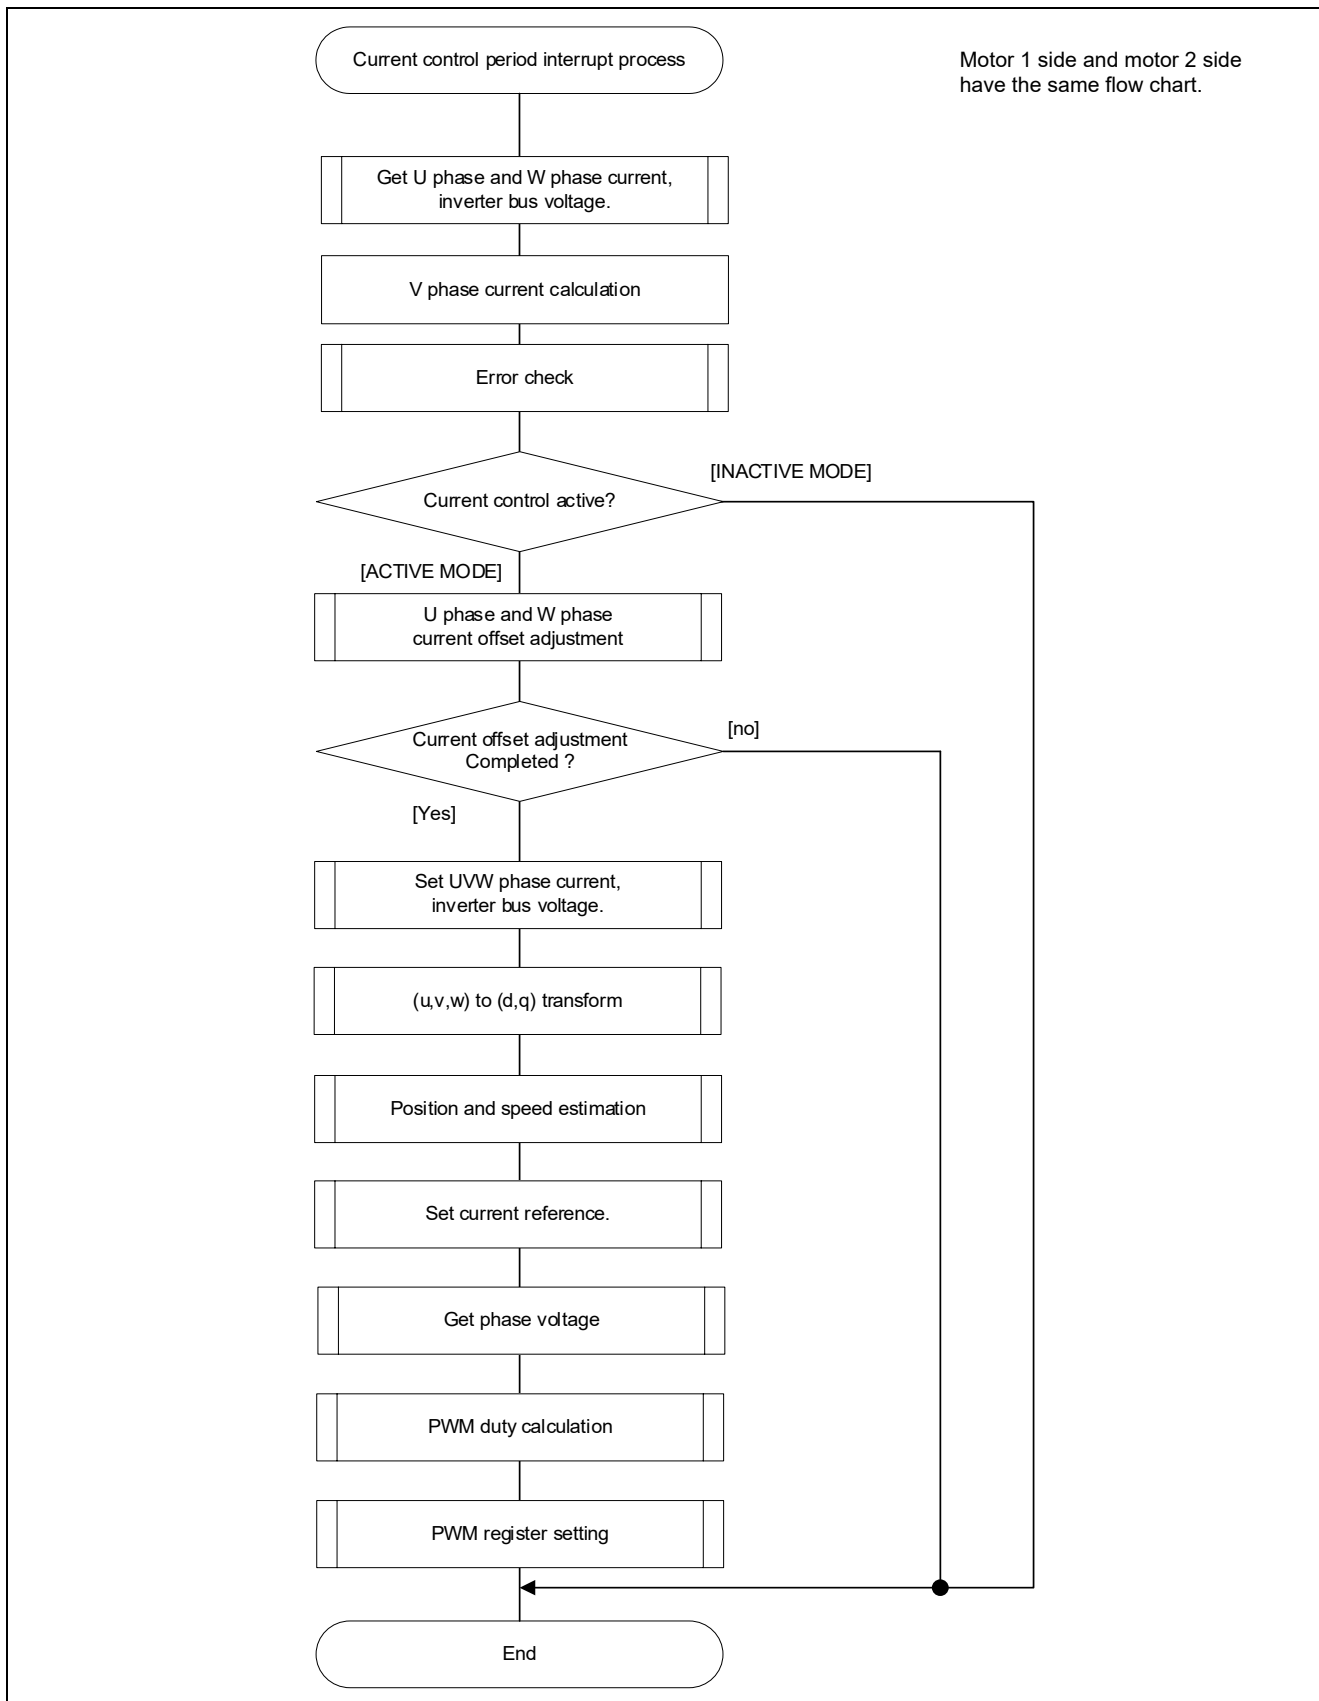 Current control period interrupt process
Motor 1 side and motor 2 side
have the same flow chart.
Get U phase and W phase current,
inverter bus voltage.
V phase current calculation
Error check
[INACTIVE MODE]
Current control active?
[ACTIVE MODE]
U phase and W phase
current offset adjustment
[no]
Current offset adjustment
Completed ?
[Yes]
Set UVW phase current,
inverter bus voltage.
(u,v,w) to (d,q) transform
Position and speed estimation
Set current reference.
Get phase voltage
PWM duty calculation
PWM register setting
End